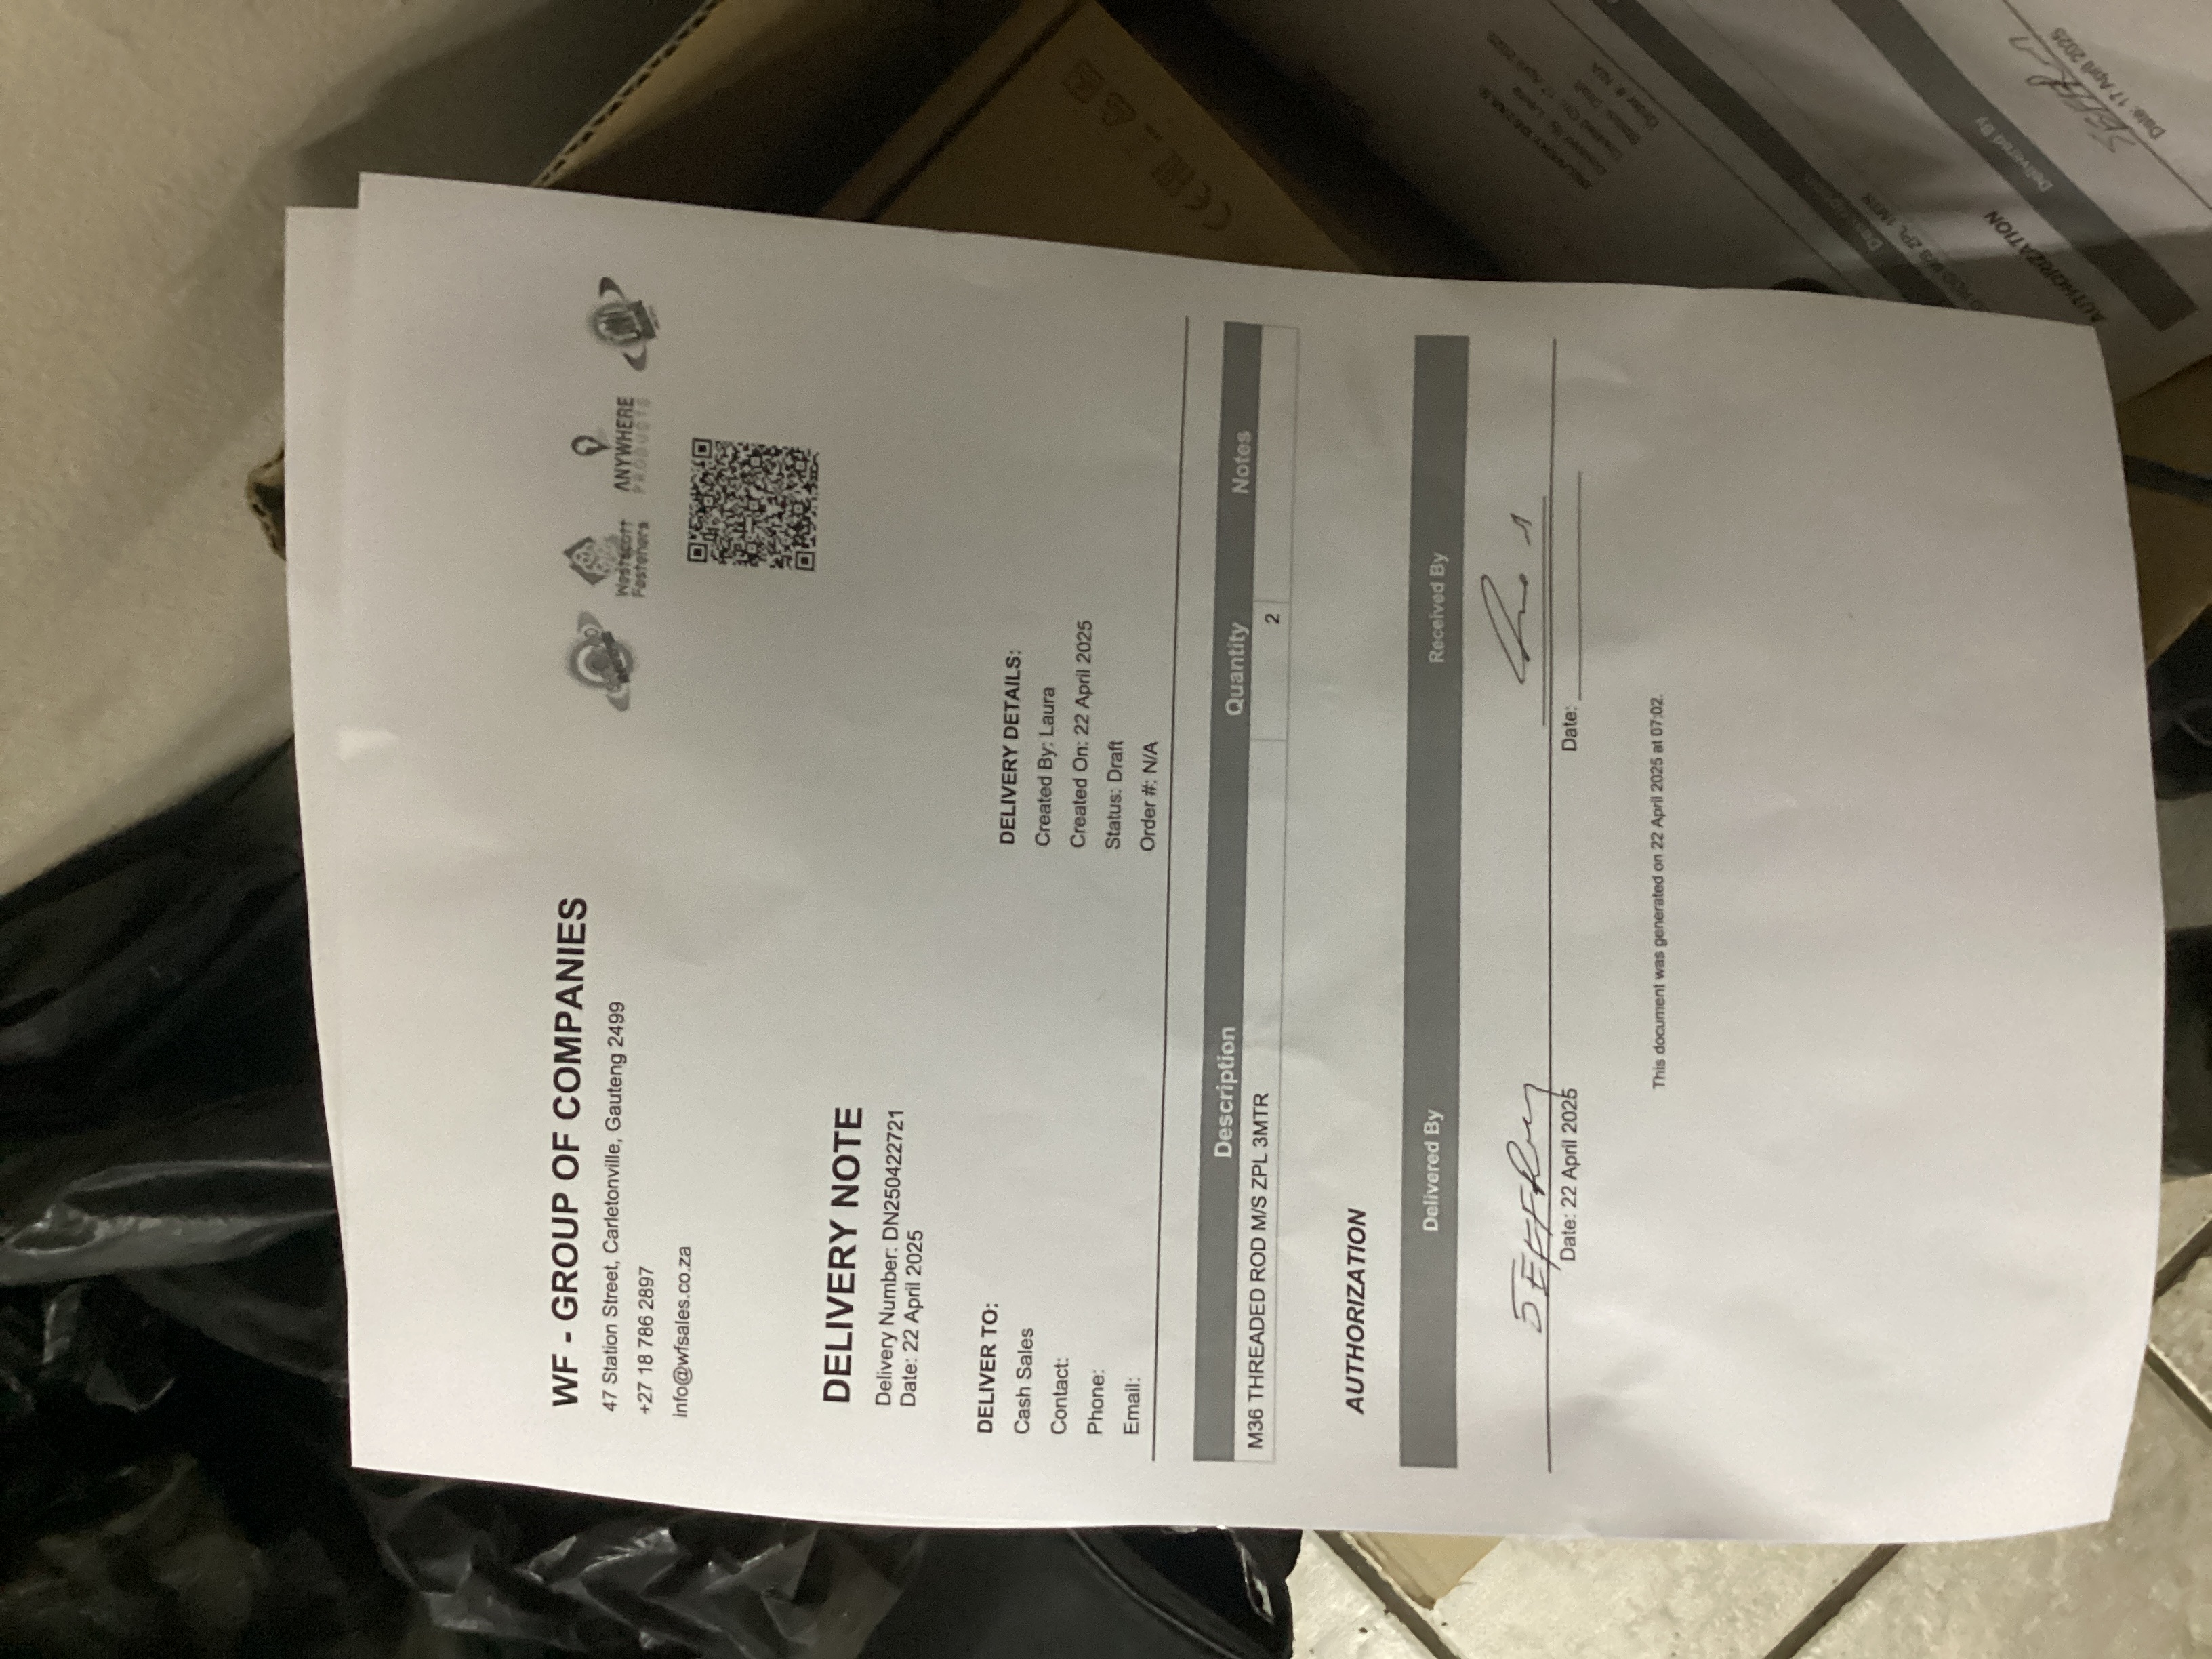 WF - GROUP OF COMPANIES
47 Station Street, Carletonville, Gauteng 2499
+27 18 786 2897
info@wfsales.co.za
Westscott
Fasteners
ANYWHERE
PRODUCTS
DELIVERY NOTE
Delivery Number: DN250422721
Date: 22 April 2025
DELIVER TO:
Cash Sales
Contact:
Phone:
Email:
DELIVERY DETAILS:
Created By: Laura
Created On: 22 April 2025
Status: Draft
Order #: N/A
Description Quantity Notes
M36 THREADED ROD M/S ZPL 3MTR 2
AUTHORIZATION
Delivered By Received By
JEFFRey
Date: 22 April 2025 Date:
This document was generated on 22 April 2025 at 07:02.
CE EAC
DELIVERY DETAILS:
Created By: Laura
Created On: 17 April 2025
Status: Draft
Order #: N/A
Description
ROD M/S ZPL 1MTR
AUTHORIZATION
Delivered By
JEFFRey
Date: 17 April 2025